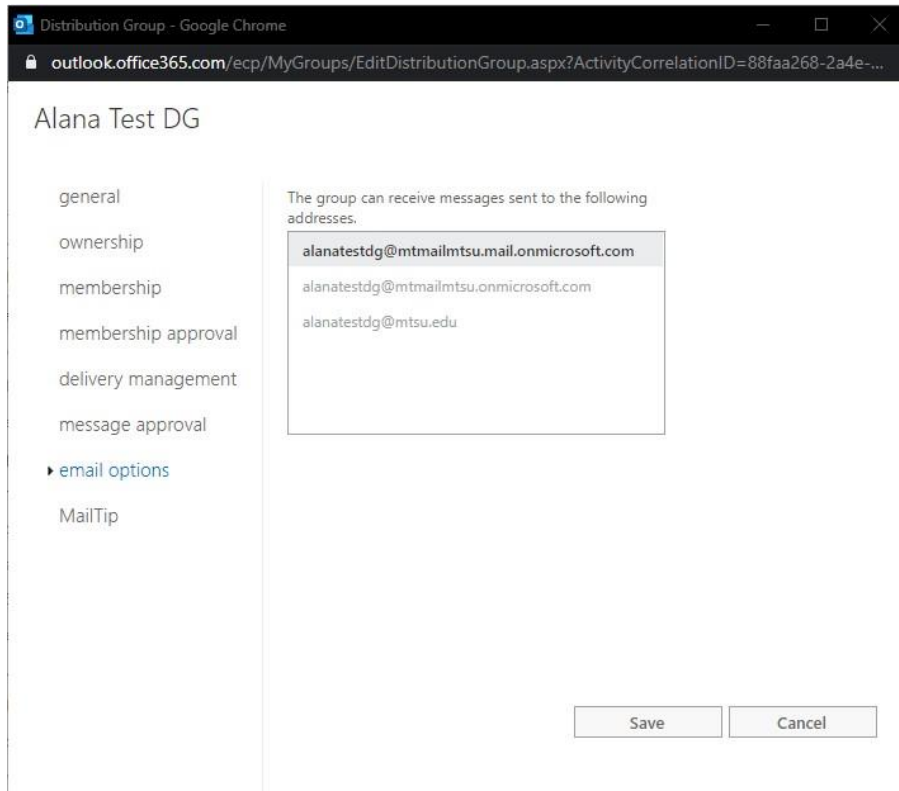 Distribution Group - Google Chrome
outlook.office365.com/ecp/MyGroups/EditDistributionGroup.aspx?ActivityCorrelationID=88faa268-2a4e-...
Alana Test DG
general
ownership
membership
membership approval
delivery management
message approval
email options
MailTip
The group can receive messages sent to the following
addresses.
alanatestdg@mtmailmtsu.mail.onmicrosoft.com
alanatestdg@mtmailmtsu.onmicrosoft.com
alanatestdg@mtsu.edu
Save
Cancel